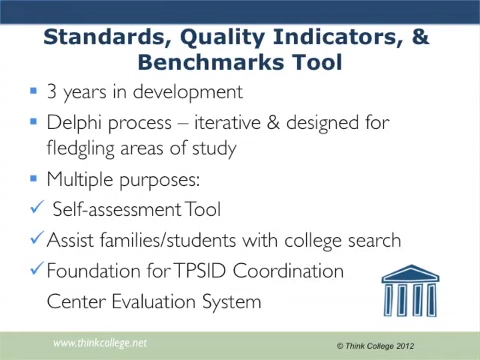 Standards, Quality Indicators, &
Benchmarks Tool
3 years in development
Delphi process – iterative & designed for
fledgling areas of study
Multiple purposes:
Self-assessment Tool
Assist families/students with college search
Foundation for TPSID Coordination
Center Evaluation System
www.thinkcollege.net
© Think College 2012